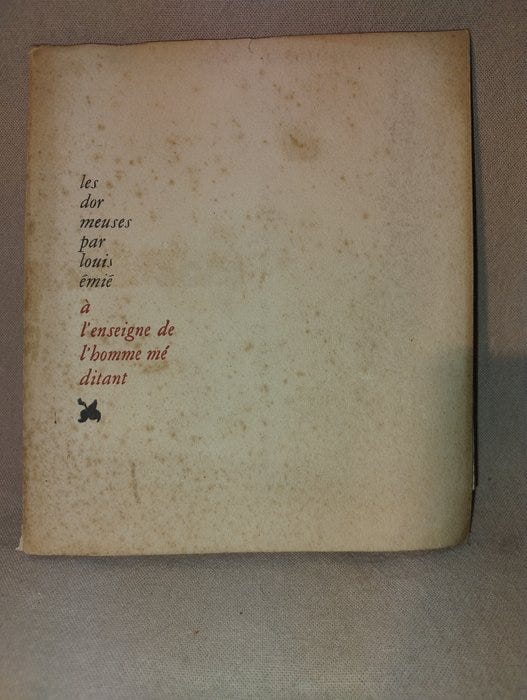 les
dor
meuses
par
louis
émié
à
l'enseigne de
l'homme mé
ditant